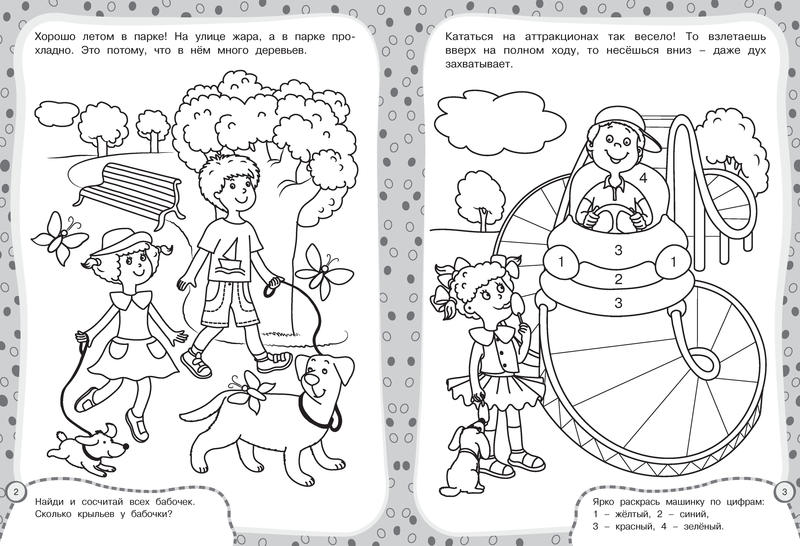 Хорошо летом в парке! На улице жара, а в парке про-
хладно. Это потому, что в нём много деревьев.
2
Найди и сосчитай всех бабочек.
Сколько крыльев у бабочки?
Кататься на аттракционах так весело! То взлетаешь
вверх на полном ходу, то несёшься вниз – даже дух
захватывает.
4
3
1
1
2
3
3
Ярко раскрась машинку по цифрам:
1 – жёлтый, 2 – синий,
3 – красный, 4 – зелёный.